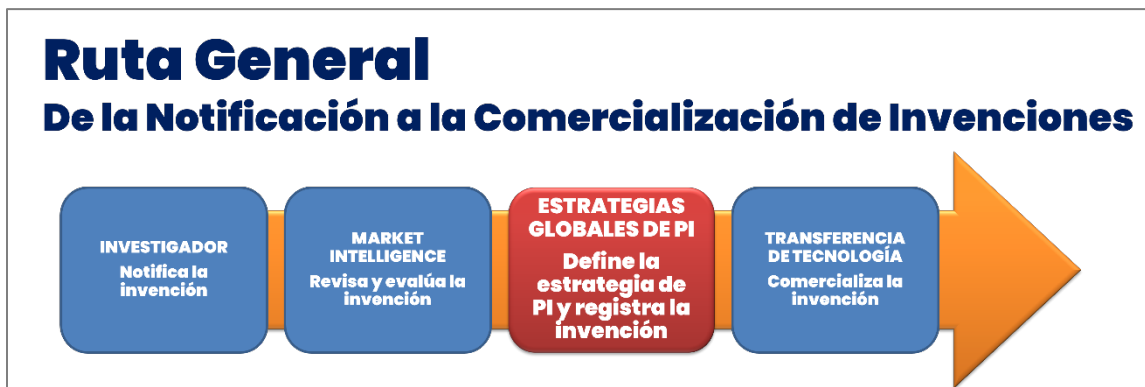 Ruta General
De la Notificación a la Comercialización de Invenciones
INVESTIGADOR
Notifica la
invención
MARKET
INTELLIGENCE
Revisa y evalúa la
invención
ESTRATEGIAS
GLOBALES DE PI
Define la
estrategia de
PI y registra la
invención
TRANSFERENCIA
DE TECNOLOGÍA
Comercializa la
invención